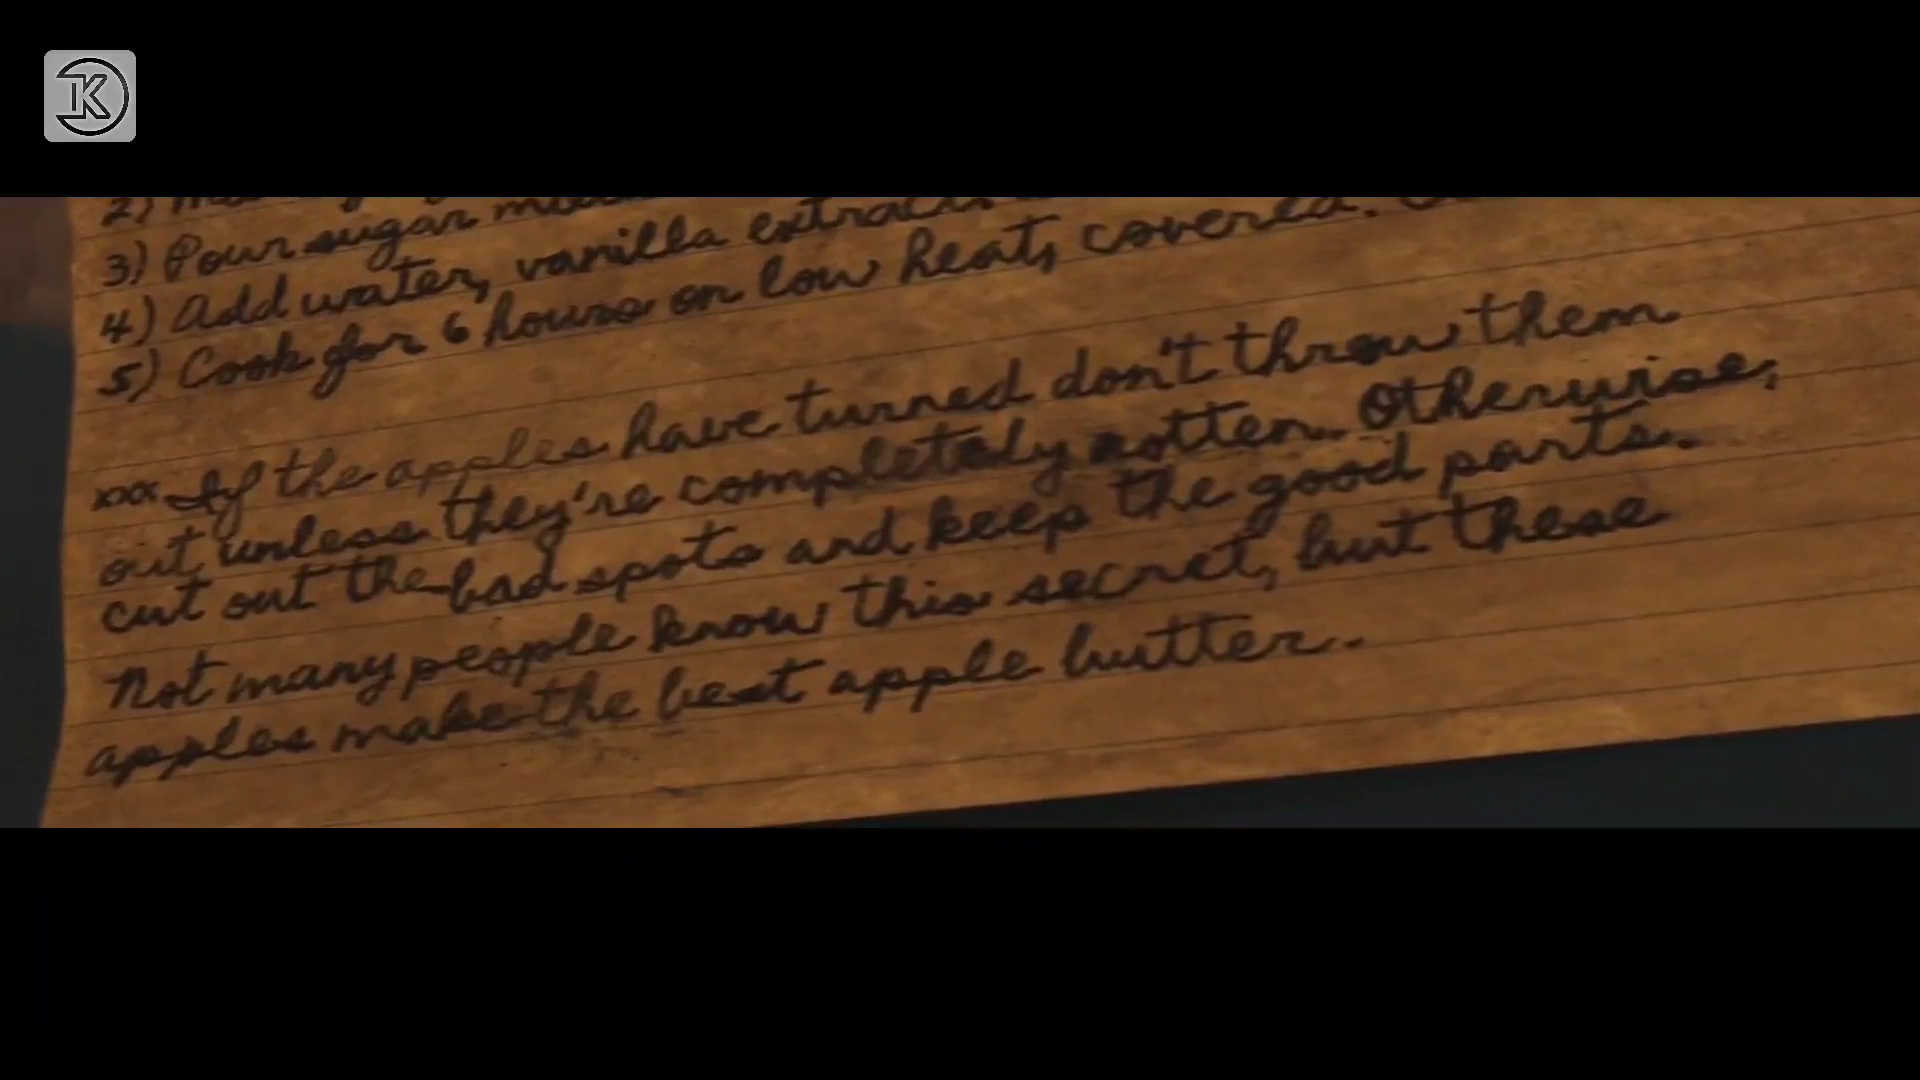 K
3) Pour sugar
4) Add water, vanilla extract
5) Cook for 6 hours on low heat, covered.
xxx If the apples have turned don't throw them
out unless they're completely rotten. Otherwise,
cut out the bad spots and keep the good parts.
Not many people know this secret, but these
apples make the best apple butter.